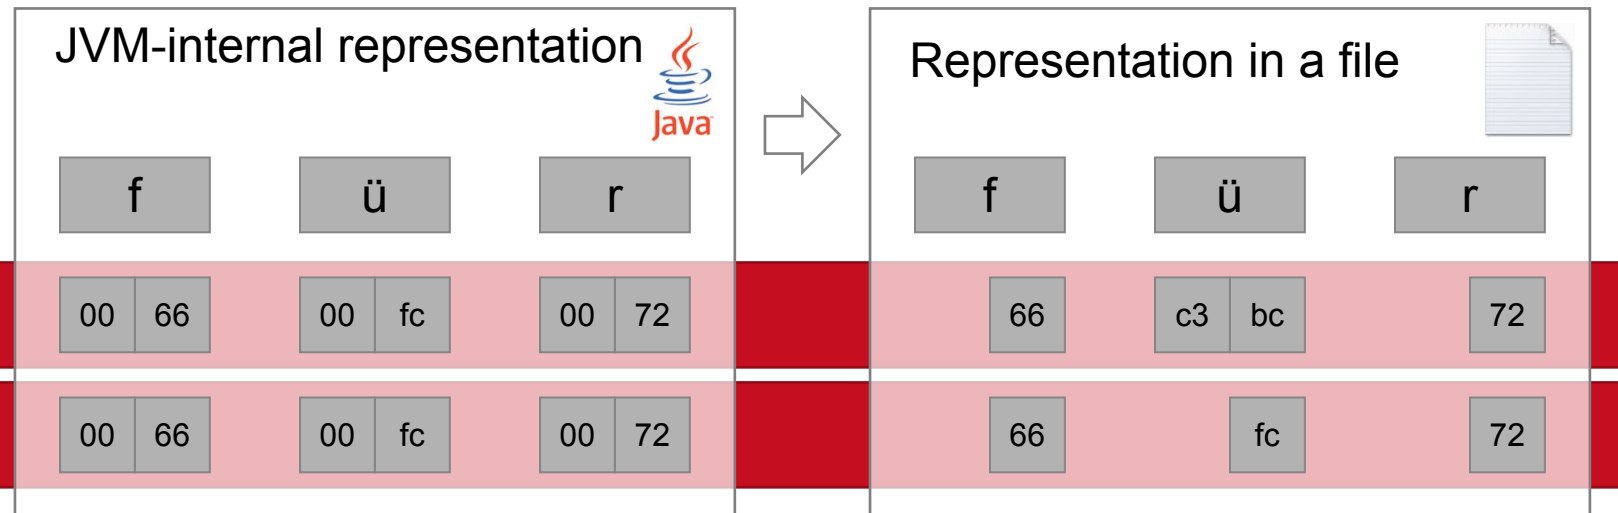 JVM-internal representation
Java
Representation in a file
f ü r
f ü r
00 66 00 fc 00 72
66 c3 bc 72
00 66 00 fc 00 72
66 fc 72